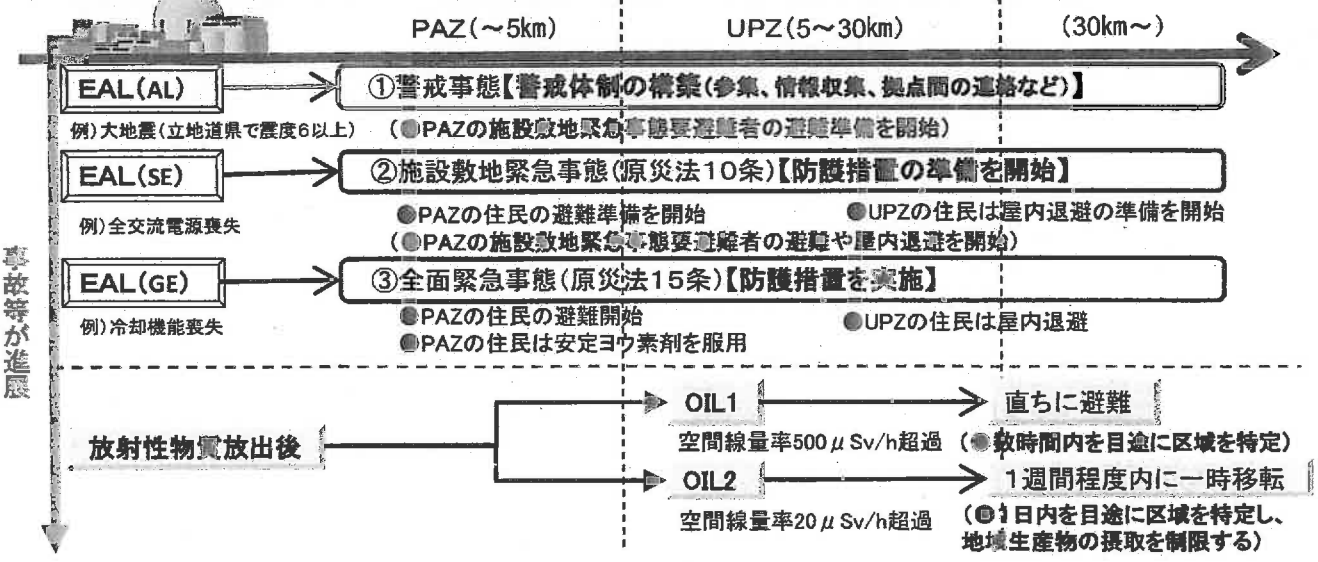 PAZ(～5km)
UPZ(5～30km)
(30km～)
EAL(AL)
①警戒事態【警戒体制の構築(参集、情報収集、拠点間の連絡など)】
例)大地震(立地道県で震度6以上)
(●PAZの施設敷地緊急事態要避難者の避難準備を開始)
EAL(SE)
②施設敷地緊急事態(原災法10条)【防護措置の準備を開始】
例)全交流電源喪失
●PAZの住民の避難準備を開始
●UPZの住民は屋内退避の準備を開始
(●PAZの施設敷地緊急事態要避難者の避難や屋内退避を開始)
EAL(GE)
③全面緊急事態(原災法15条)【防護措置を実施】
例)冷却機能喪失
●PAZの住民の避難開始
●UPZの住民は屋内退避
●PAZの住民は安定ヨウ素剤を服用
事故等が進展
放射性物質放出後
OIL1
直ちに避難
空間線量率500μSv/h超過
(●数時間内を目途に区域を特定)
OIL2
1週間程度内に一時移転
空間線量率20μSv/h超過
(●1日内を目途に区域を特定し、
地域生産物の摂取を制限する)